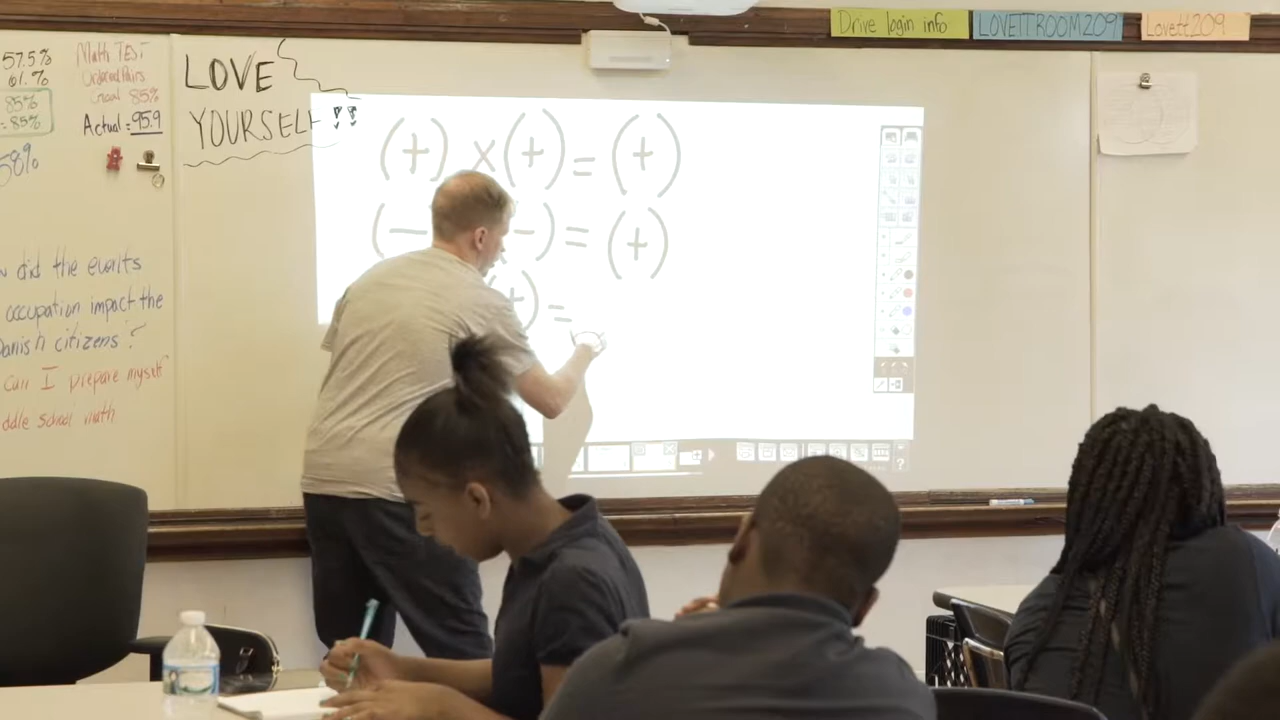 Drive login info
LOVETTROOM209
Lovett209
57.5%
61.%
85%
= 85%
58%
Math TEST
Ordered Pairs
Goal 85%
Actual = 95.9
LOVE
YOURSELF !!
(+) x (+) = (+)
(− −) = (+)
+) =
did the events
occupation impact the
Danish citizens?
can I prepare myself
ddle school math
?